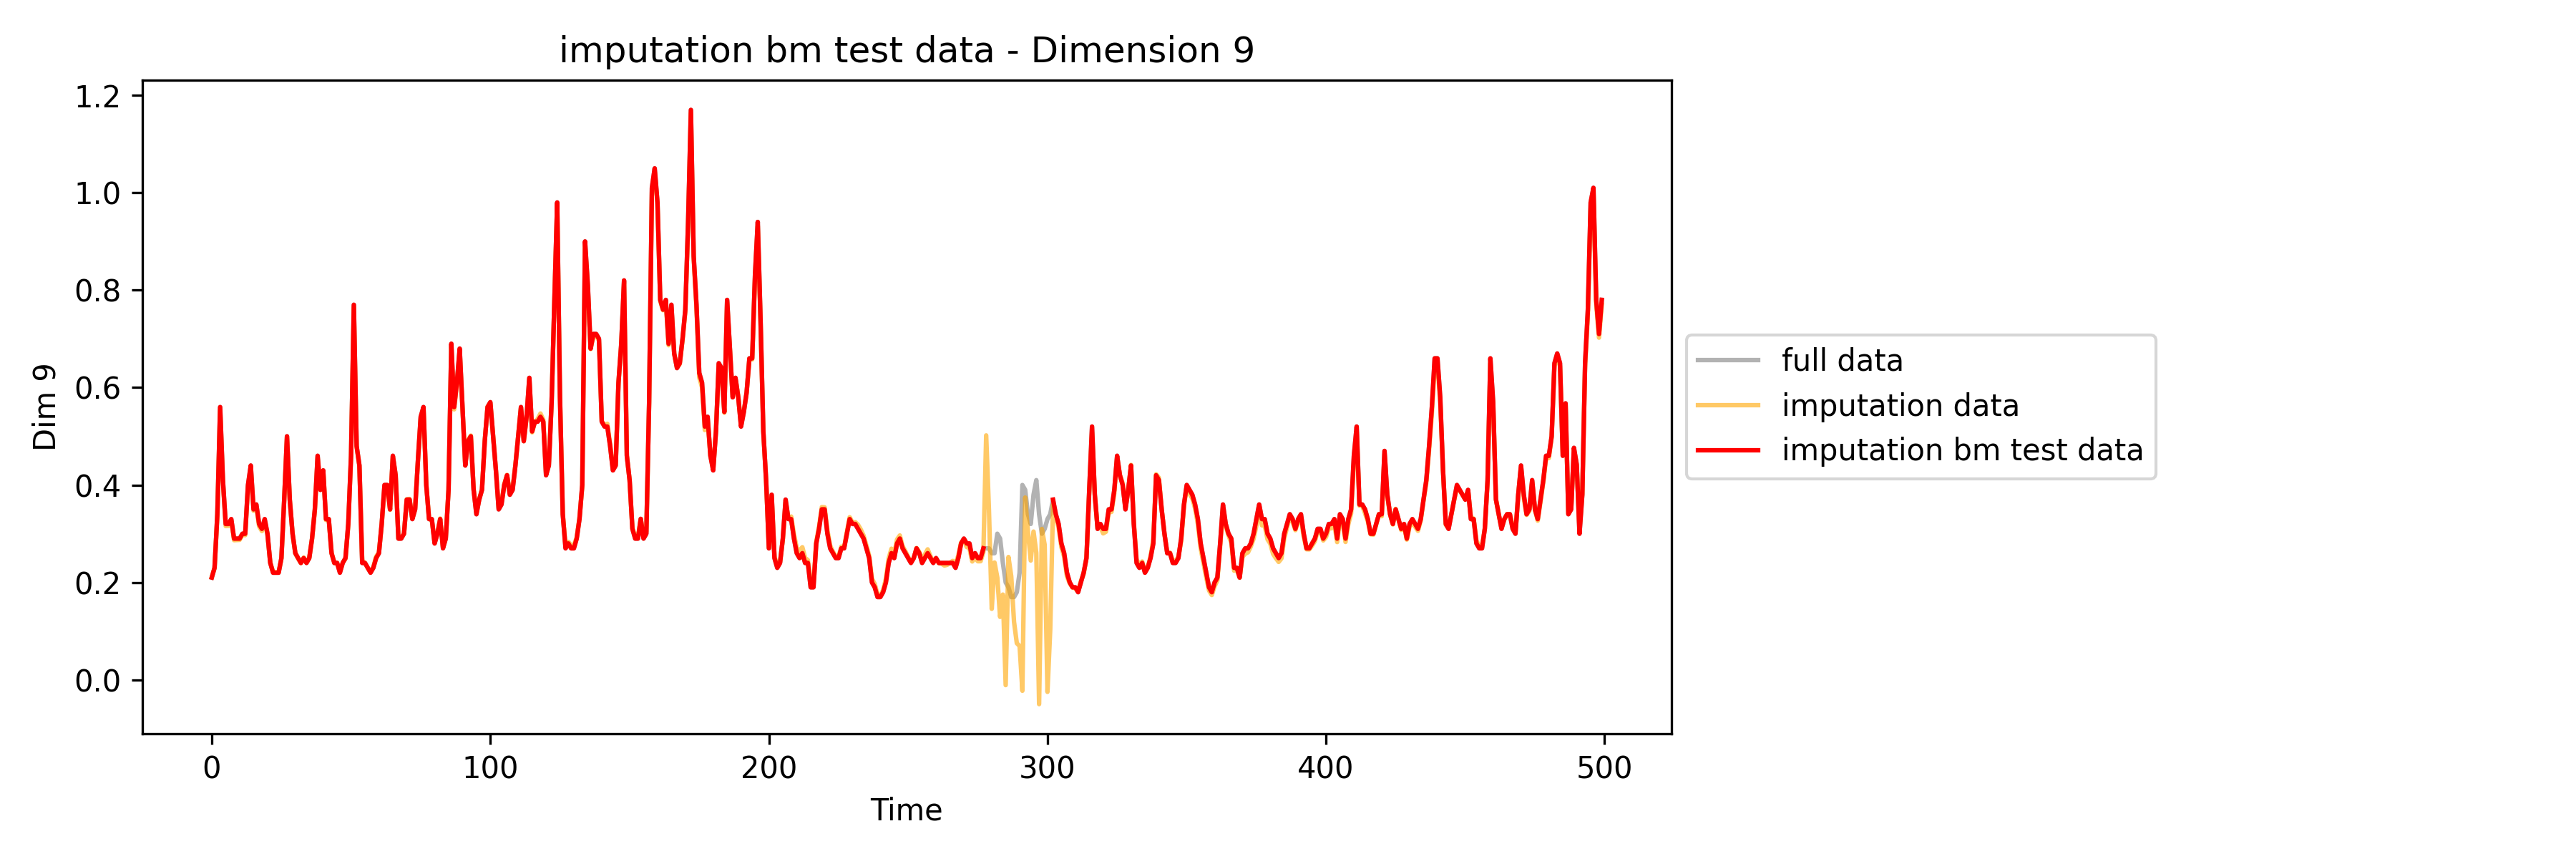 imputation bm test data - Dimension 9
1.2
1.0
0.8
0.6
0.4
0.2
0.0
Dim 9
0 100 200 300 400 500
Time
full data
imputation data
imputation bm test data